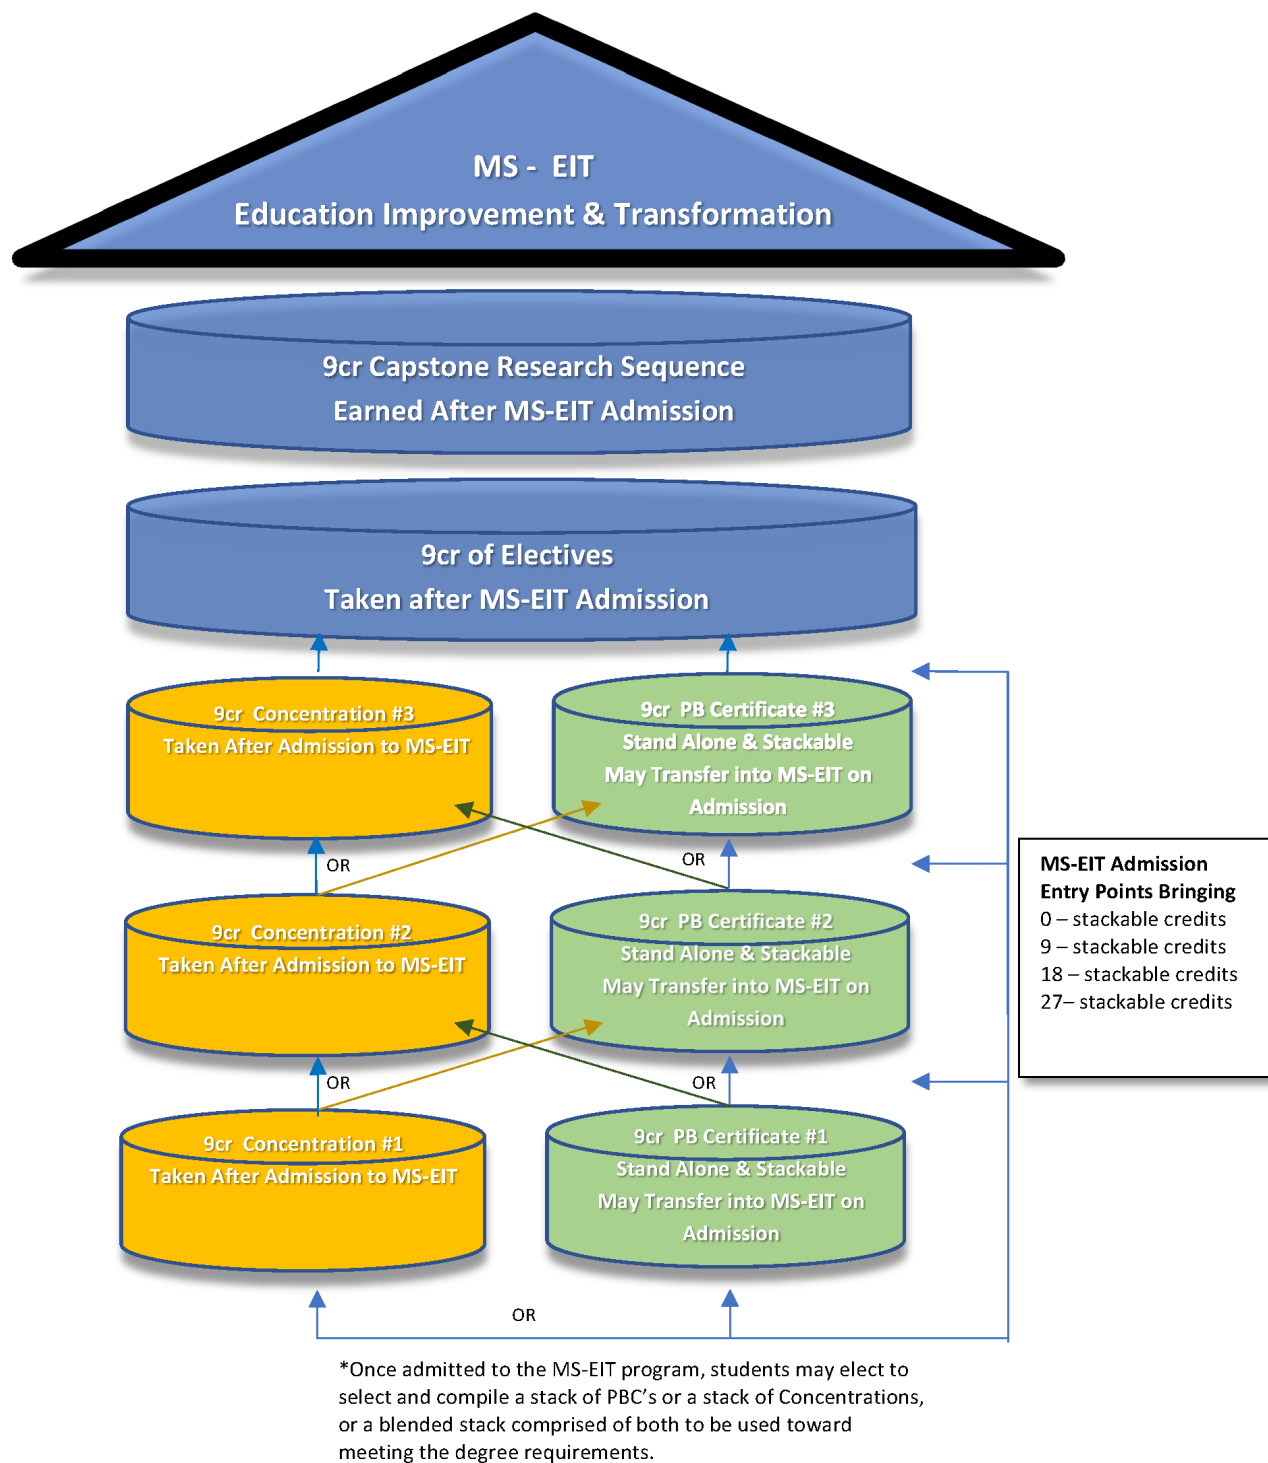 MS - EIT
Education Improvement & Transformation
9cr Capstone Research Sequence
Earned After MS-EIT Admission
9cr of Electives
Taken after MS-EIT Admission
9cr Concentration #3
Taken After Admission to MS-EIT
9cr PB Certificate #3
Stand Alone & Stackable
May Transfer into MS-EIT on
Admission
OR
OR
9cr Concentration #2
Taken After Admission to MS-EIT
9cr PB Certificate #2
Stand Alone & Stackable
May Transfer into MS-EIT on
Admission
MS-EIT Admission
Entry Points Bringing
0 – stackable credits
9 – stackable credits
18 – stackable credits
27– stackable credits
OR
OR
9cr Concentration #1
Taken After Admission to MS-EIT
9cr PB Certificate #1
Stand Alone & Stackable
May Transfer into MS-EIT on
Admission
OR
*Once admitted to the MS-EIT program, students may elect to
select and compile a stack of PBC’s or a stack of Concentrations,
or a blended stack comprised of both to be used toward
meeting the degree requirements.